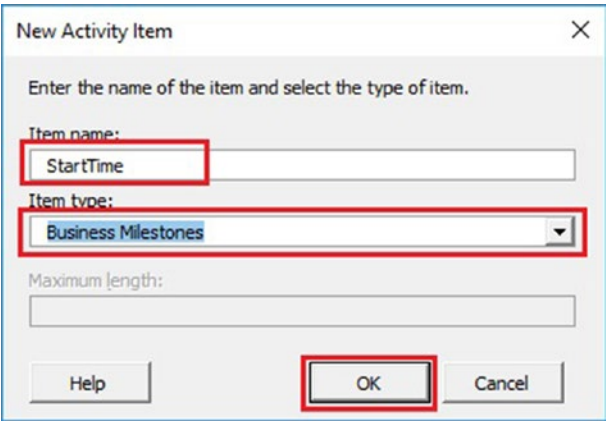 New Activity Item
Enter the name of the item and select the type of item.
Item name:
StartTime
Item type:
Business Milestones
Maximum length:
Help OK Cancel